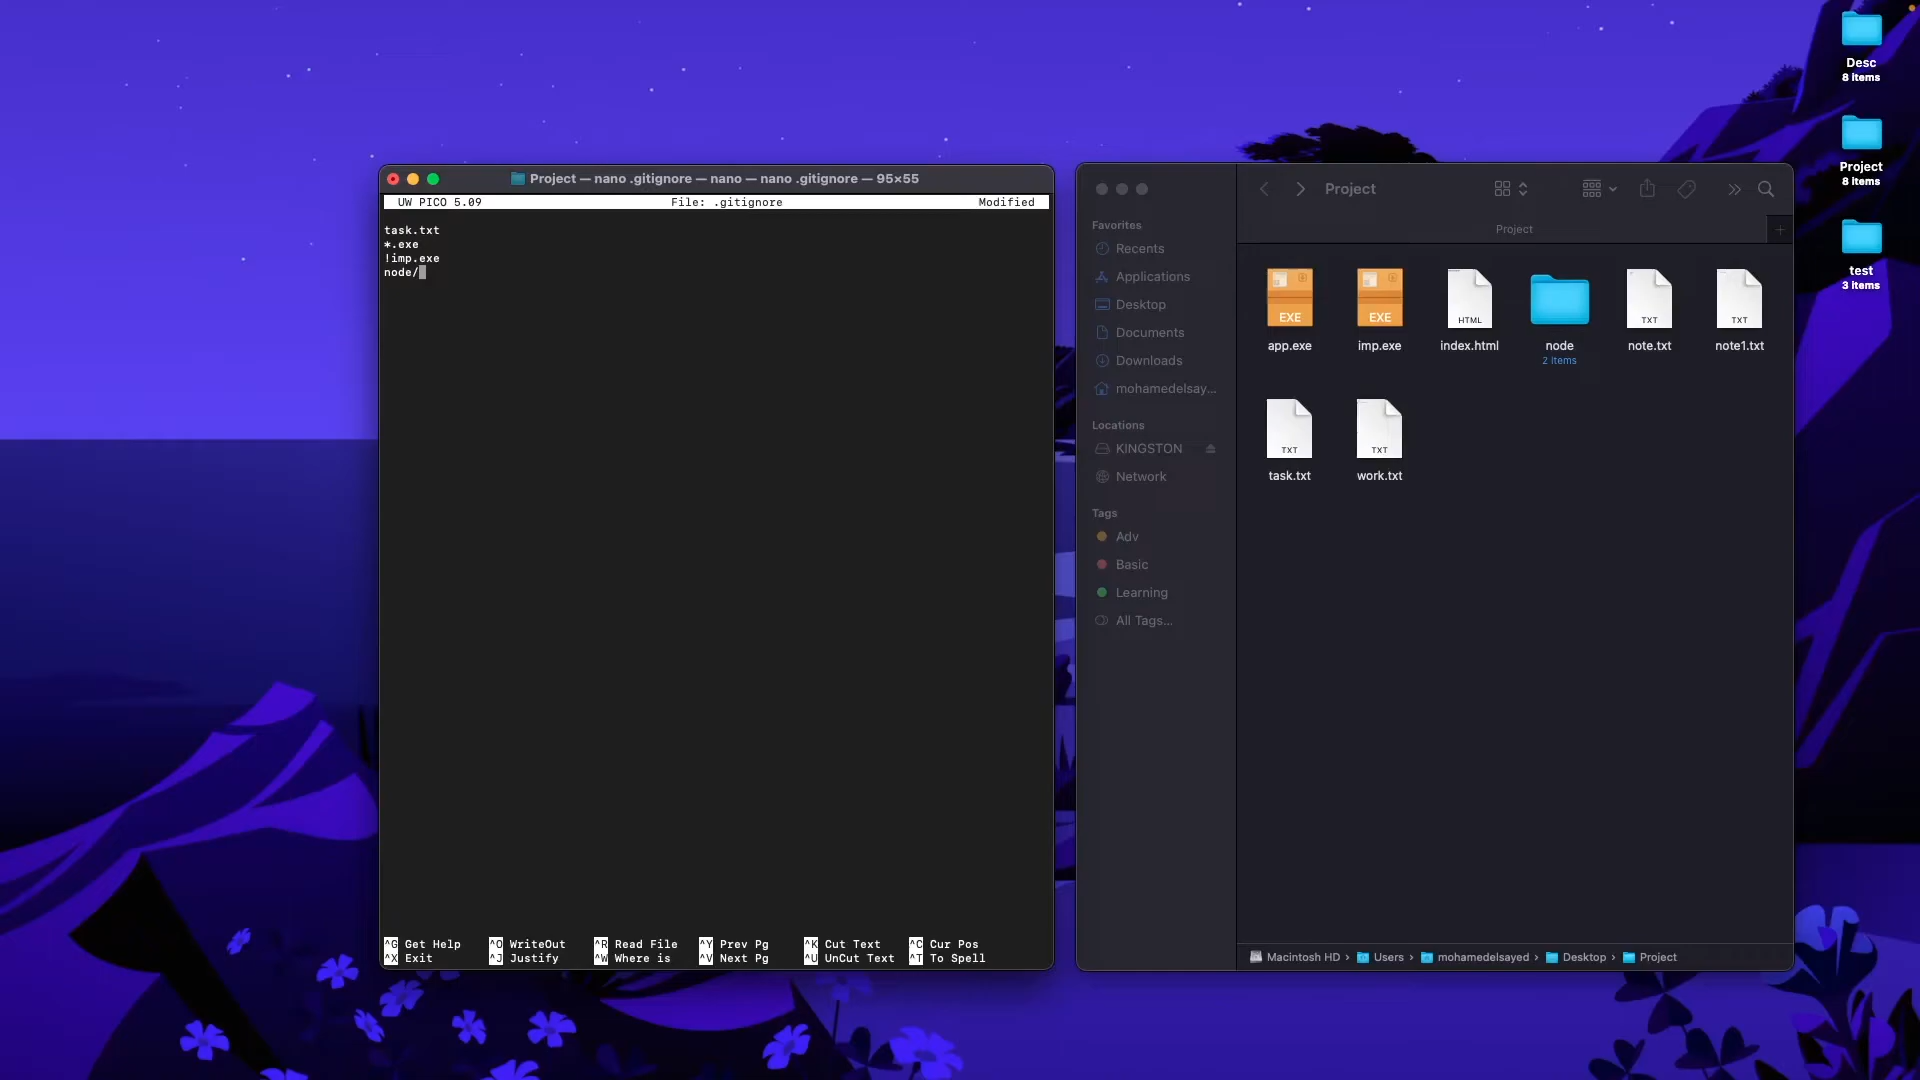 Desc
8 items
Project
8 items
test
3 items
Project — nano .gitignore — nano — nano .gitignore — 95×55
UW PICO 5.09 File: .gitignore Modified
task.txt
*.exe
!imp.exe
node/
^G Get Help ^O WriteOut ^R Read File ^Y Prev Pg ^K Cut Text ^C Cur Pos
^X Exit ^J Justify ^W Where is ^V Next Pg ^U UnCut Text ^T To Spell
Project
Project
Favorites
Recents
Applications
Desktop
Documents
Downloads
mohamedelsay...
Locations
KINGSTON
Network
Tags
Adv
Basic
Learning
All Tags...
EXE EXE HTML TXT TXT
app.exe imp.exe index.html node note.txt note1.txt
2 items
TXT TXT
task.txt work.txt
Macintosh HD › Users › mohamedelsayed › Desktop › Project